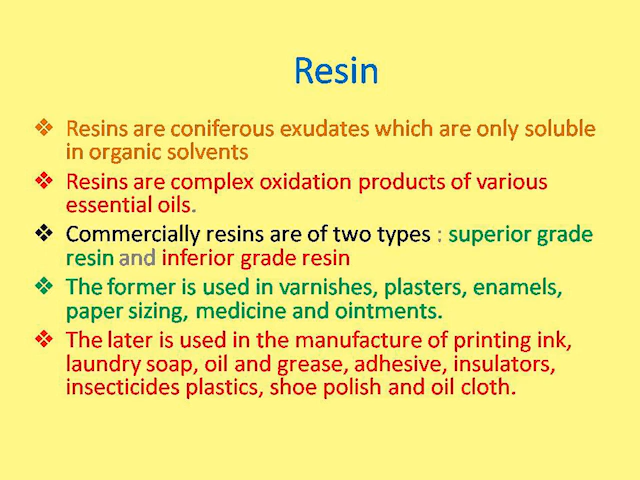 Resin
❖ Resins are coniferous exudates which are only soluble
in organic solvents
❖ Resins are complex oxidation products of various
essential oils.
❖ Commercially resins are of two types : superior grade
resin and inferior grade resin
❖ The former is used in varnishes, plasters, enamels,
paper sizing, medicine and ointments.
❖ The later is used in the manufacture of printing ink,
laundry soap, oil and grease, adhesive, insulators,
insecticides plastics, shoe polish and oil cloth.